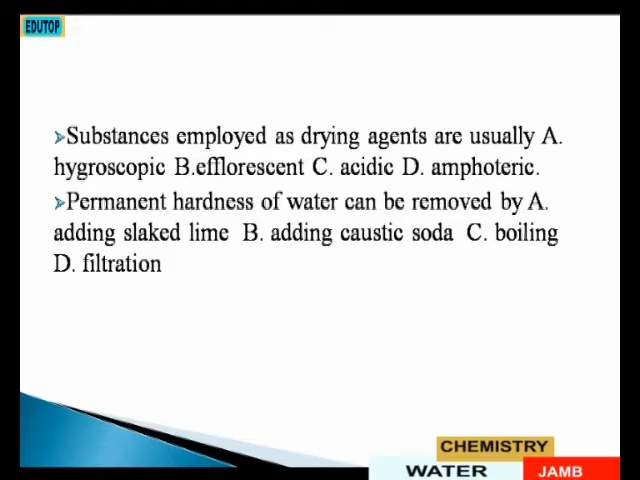 EDUTOP
➢Substances employed as drying agents are usually A.
hygroscopic B.efflorescent C. acidic D. amphoteric.
➢Permanent hardness of water can be removed by A.
adding slaked lime B. adding caustic soda C. boiling
D. filtration
CHEMISTRY
WATER JAMB